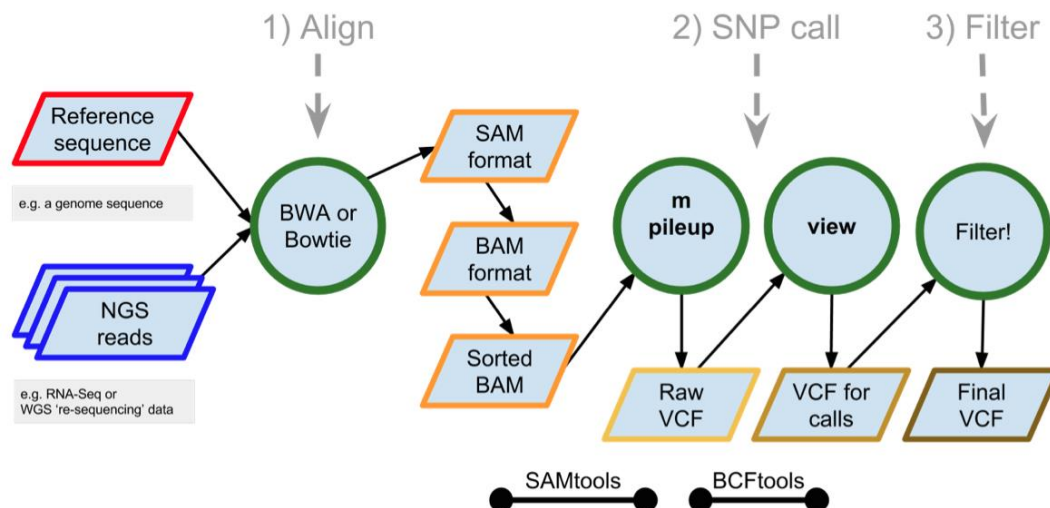 1) Align
2) SNP call
3) Filter
Reference
sequence
e.g. a genome sequence
NGS
reads
e.g. RNA-Seq or
WGS 're-sequencing' data
BWA or
Bowtie
SAM
format
BAM
format
Sorted
BAM
m
pileup
Raw
VCF
view
VCF for
calls
Filter!
Final
VCF
SAMtools
BCFtools